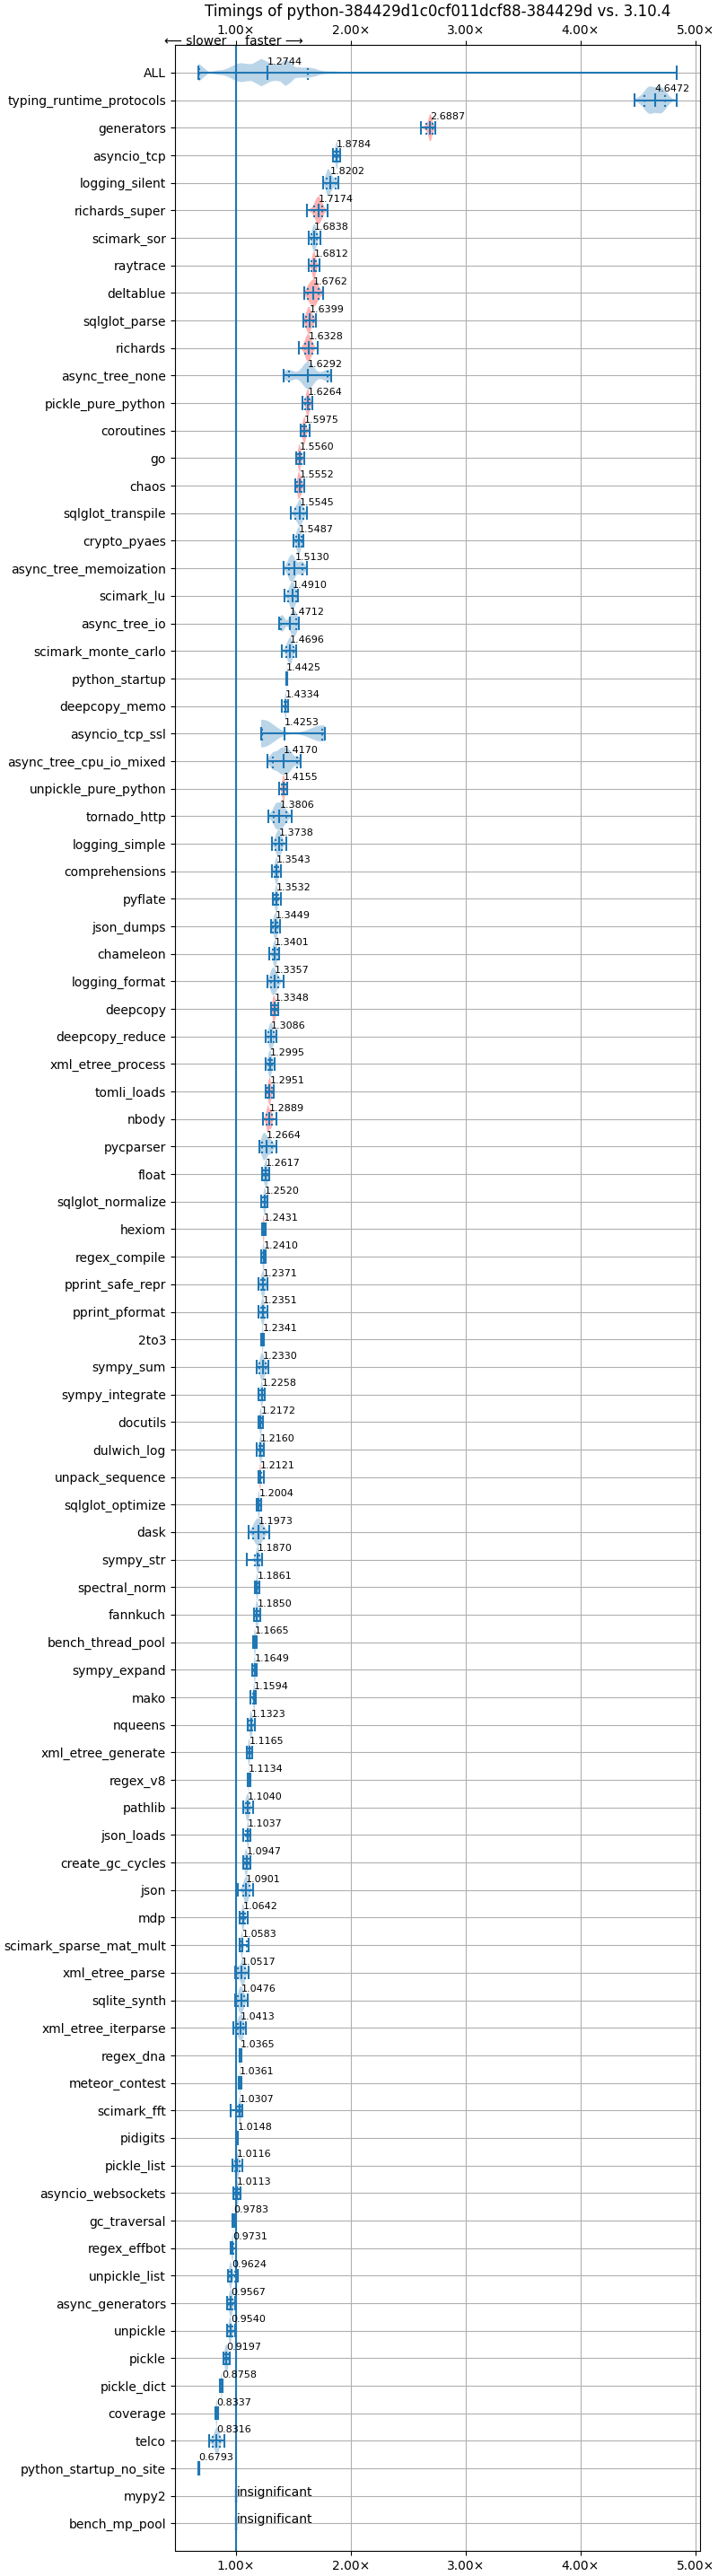 Timings of python-384429d1c0cf011dcf88-384429d vs. 3.10.4
1.00× 2.00× 3.00× 4.00× 5.00×
⟵ slower faster ⟶
ALL 1.2744
typing_runtime_protocols 4.6472
generators 2.6887
asyncio_tcp 1.8784
logging_silent 1.8202
richards_super 1.7174
scimark_sor 1.6838
raytrace 1.6812
deltablue 1.6762
sqlglot_parse 1.6399
richards 1.6328
async_tree_none 1.6292
pickle_pure_python 1.6264
coroutines 1.5975
go 1.5560
chaos 1.5552
sqlglot_transpile 1.5545
crypto_pyaes 1.5487
async_tree_memoization 1.5130
scimark_lu 1.4910
async_tree_io 1.4712
scimark_monte_carlo 1.4696
python_startup 1.4425
deepcopy_memo 1.4334
asyncio_tcp_ssl 1.4253
async_tree_cpu_io_mixed 1.4170
unpickle_pure_python 1.4155
tornado_http 1.3806
logging_simple 1.3738
comprehensions 1.3543
pyflate 1.3532
json_dumps 1.3449
chameleon 1.3401
logging_format 1.3357
deepcopy 1.3348
deepcopy_reduce 1.3086
xml_etree_process 1.2995
tomli_loads 1.2951
nbody 1.2889
pycparser 1.2664
float 1.2617
sqlglot_normalize 1.2520
hexiom 1.2431
regex_compile 1.2410
pprint_safe_repr 1.2371
pprint_pformat 1.2351
2to3 1.2341
sympy_sum 1.2330
sympy_integrate 1.2258
docutils 1.2172
dulwich_log 1.2160
unpack_sequence 1.2121
sqlglot_optimize 1.2004
dask 1.1973
sympy_str 1.1870
spectral_norm 1.1861
fannkuch 1.1850
bench_thread_pool 1.1665
sympy_expand 1.1649
mako 1.1594
nqueens 1.1323
xml_etree_generate 1.1165
regex_v8 1.1134
pathlib 1.1040
json_loads 1.1037
create_gc_cycles 1.0947
json 1.0901
mdp 1.0642
scimark_sparse_mat_mult 1.0583
xml_etree_parse 1.0517
sqlite_synth 1.0476
xml_etree_iterparse 1.0413
regex_dna 1.0365
meteor_contest 1.0361
scimark_fft 1.0307
pidigits 1.0148
pickle_list 1.0116
asyncio_websockets 1.0113
gc_traversal 0.9783
regex_effbot 0.9731
unpickle_list 0.9624
async_generators 0.9567
unpickle 0.9540
pickle 0.9197
pickle_dict 0.8758
coverage 0.8337
telco 0.8316
python_startup_no_site 0.6793
mypy2 insignificant
bench_mp_pool insignificant
1.00× 2.00× 3.00× 4.00× 5.00×